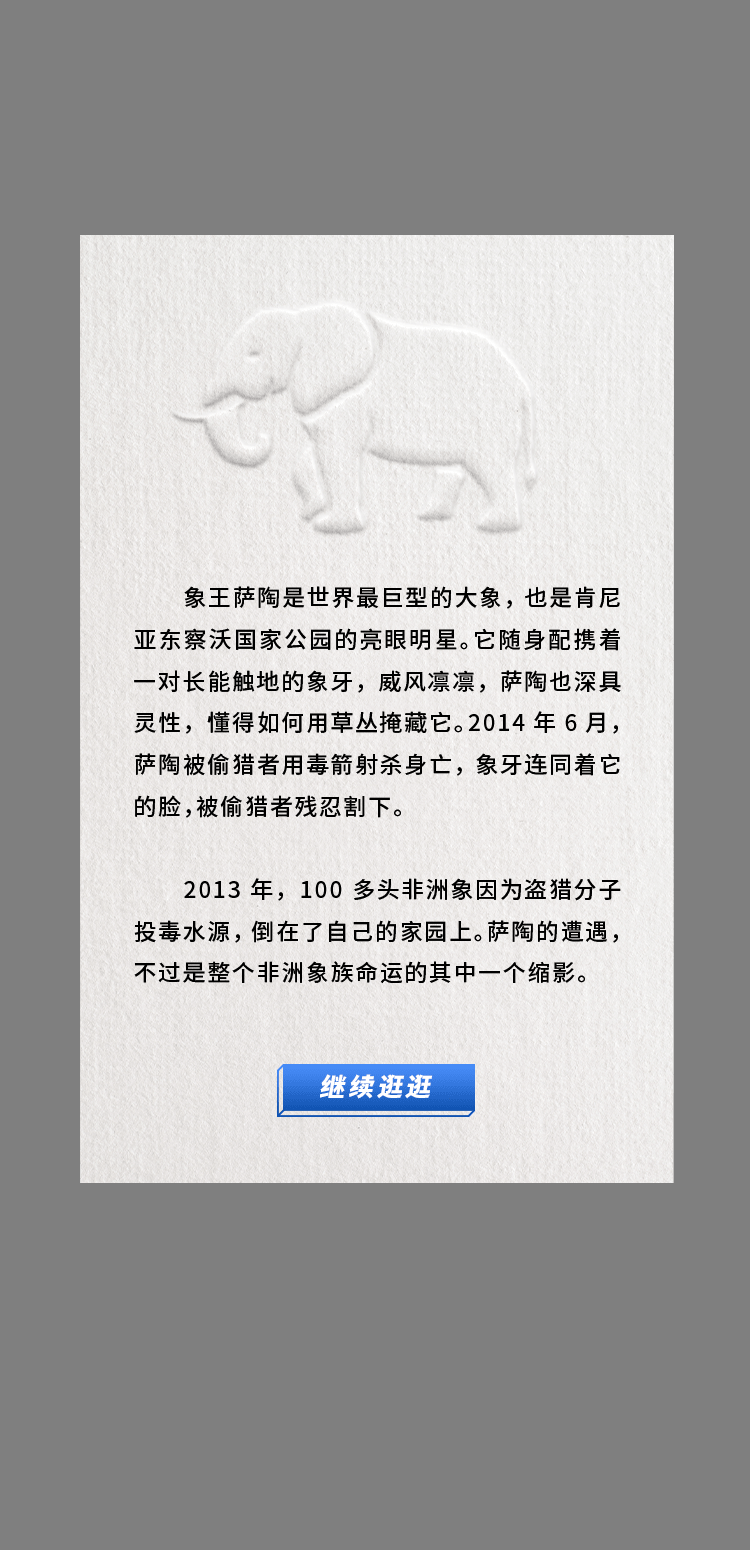 象王萨陶是世界最巨型的大象，也是肯尼
亚东察沃国家公园的亮眼明星。它随身配携着
一对长能触地的象牙，威风凛凛，萨陶也深具
灵性，懂得如何用草丛掩藏它。2014 年 6 月，
萨陶被偷猎者用毒箭射杀身亡，象牙连同着它
的脸，被偷猎者残忍割下。
2013 年，100 多头非洲象因为盗猎分子
投毒水源，倒在了自己的家园上。萨陶的遭遇，
不过是整个非洲象族命运的其中一个缩影。
继续逛逛